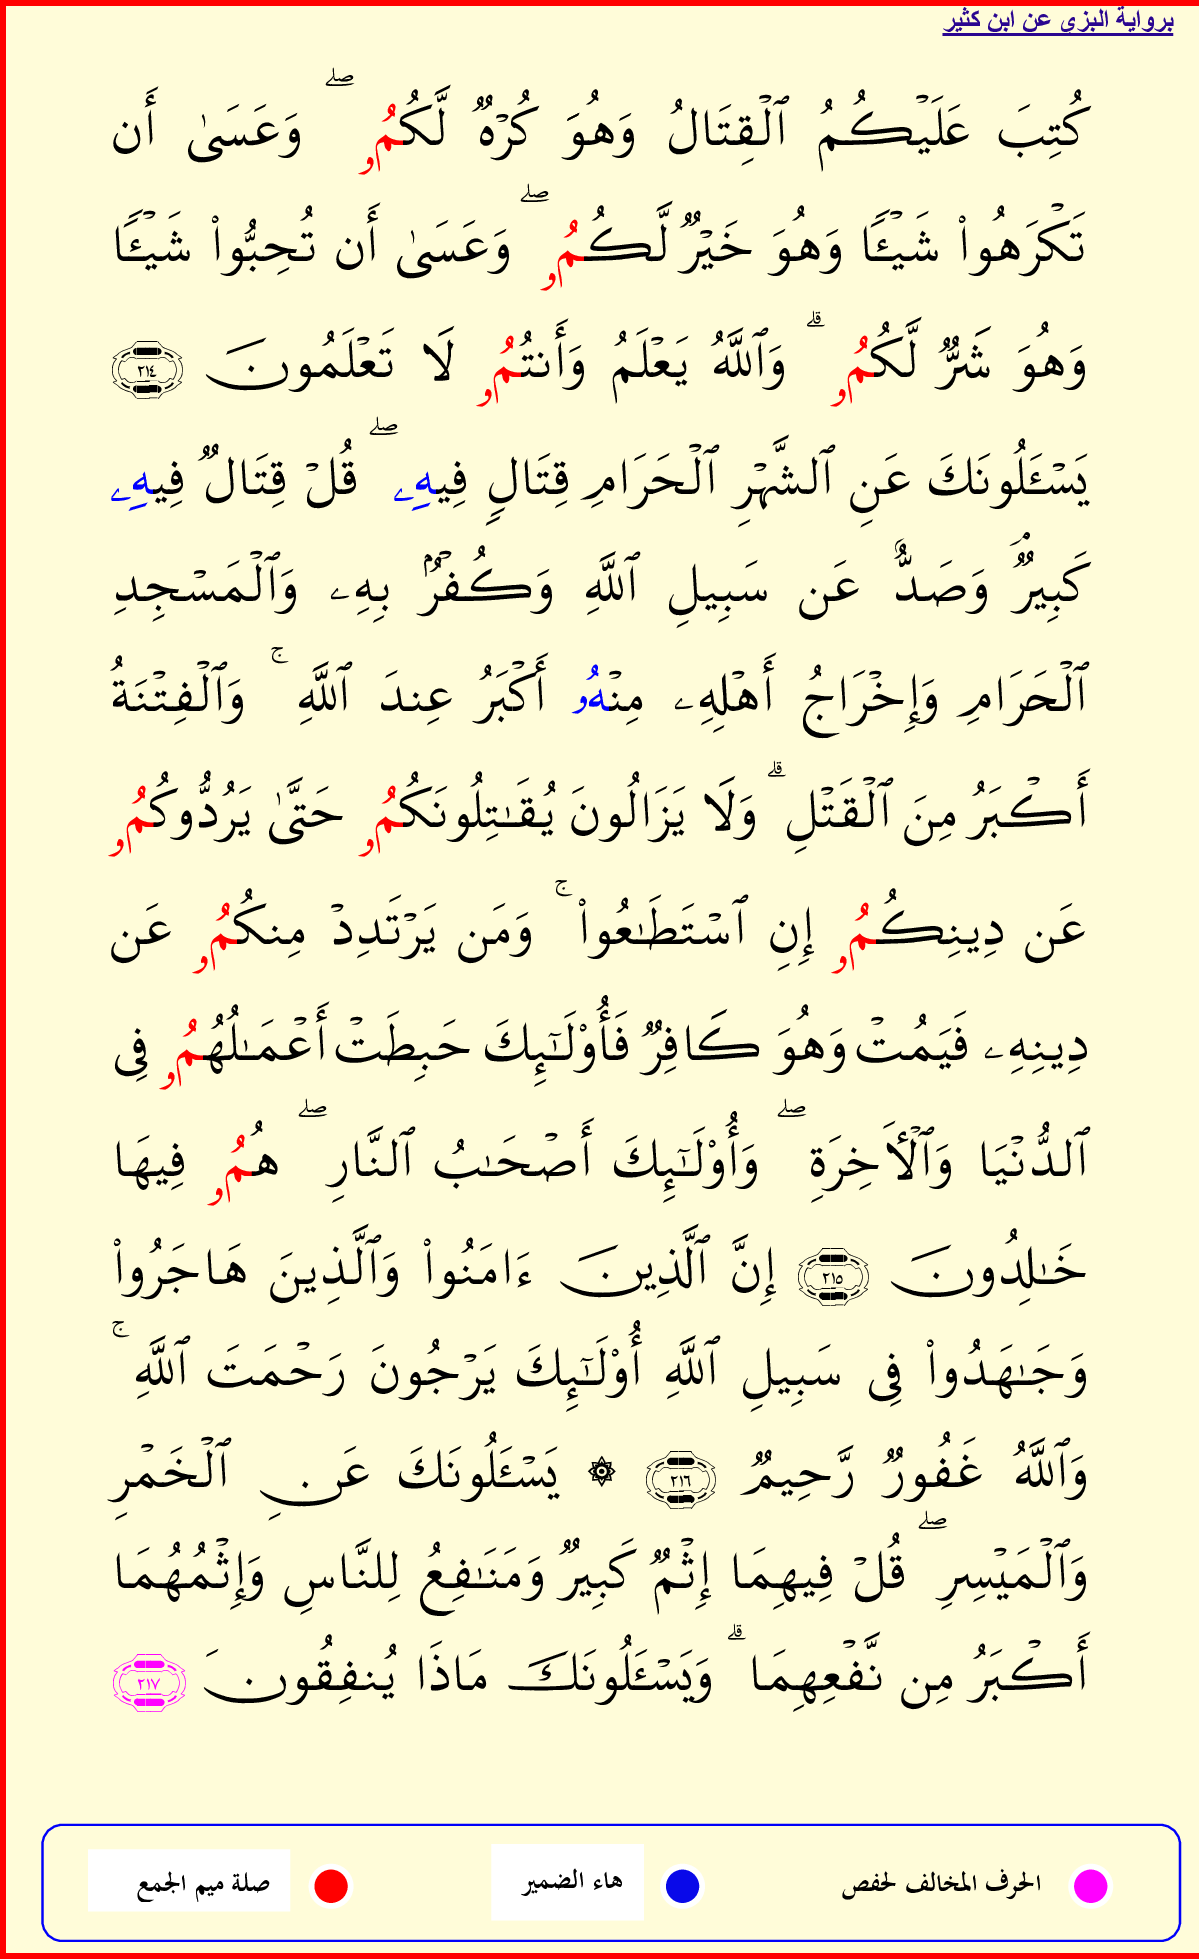 برواية البزى عن ابن كثير
كُتِبَ عَلَيۡكُمُ ٱلۡقِتَالُ وَهُوَ كُرۡهٞ لَّكُمُۥ ۖ وَعَسَىٰٓ أَن
تَكۡرَهُواْ شَيۡـٔٗا وَهُوَ خَيۡرٞ لَّكُمُۥ ۖ وَعَسَىٰٓ أَن تُحِبُّواْ شَيۡـٔٗا
وَهُوَ شَرّٞ لَّكُمُۥ ۗ وَٱللَّهُ يَعۡلَمُ وَأَنتُمُۥ لَا تَعۡلَمُونَ ٢١٤
يَسۡـَٔلُونَكَ عَنِ ٱلشَّهۡرِ ٱلۡحَرَامِ قِتَالٖ فِيهِۦ ۖ قُلۡ قِتَالٞ فِيهِۦ
كَبِيرٞۚ وَصَدٌّ عَن سَبِيلِ ٱللَّهِ وَكُفۡرُۢ بِهِۦ وَٱلۡمَسۡجِدِ
ٱلۡحَرَامِ وَإِخۡرَاجُ أَهۡلِهِۦ مِنۡهُۥ أَكۡبَرُ عِندَ ٱللَّهِ ۚ وَٱلۡفِتۡنَةُ
أَكۡبَرُ مِنَ ٱلۡقَتۡلِ ۗ وَلَا يَزَالُونَ يُقَٰتِلُونَكُمُۥ حَتَّىٰ يَرُدُّوكُمُۥ
عَن دِينِكُمُۥ إِنِ ٱسۡتَطَٰعُواْ ۚ وَمَن يَرۡتَدِدۡ مِنكُمُۥ عَن
دِينِهِۦ فَيَمُتۡ وَهُوَ كَافِرٞ فَأُوْلَٰٓئِكَ حَبِطَتۡ أَعۡمَٰلُهُمُۥ فِى
ٱلدُّنۡيَا وَٱلۡأٓخِرَةِ ۖ وَأُوْلَٰٓئِكَ أَصۡحَٰبُ ٱلنَّارِ ۖ هُمُۥ فِيهَا
خَٰلِدُونَ ٢١٥ إِنَّ ٱلَّذِينَ ءَامَنُواْ وَٱلَّذِينَ هَاجَرُواْ
وَجَٰهَدُواْ فِى سَبِيلِ ٱللَّهِ أُوْلَٰٓئِكَ يَرۡجُونَ رَحۡمَتَ ٱللَّهِ ۚ
وَٱللَّهُ غَفُورٞ رَّحِيمٞ ٢١٦ ۞ يَسۡـَٔلُونَكَ عَنِ ٱلۡخَمۡرِ
وَٱلۡمَيۡسِرِ ۖ قُلۡ فِيهِمَا إِثۡمٞ كَبِيرٞ وَمَنَٰفِعُ لِلنَّاسِ وَإِثۡمُهُمَا
أَكۡبَرُ مِن نَّفۡعِهِمَا ۗ وَيَسۡـَٔلُونَكَ مَاذَا يُنفِقُونَ ٢١٧
الحرف المخالف لحفص هاء الضمير صلة ميم الجمع